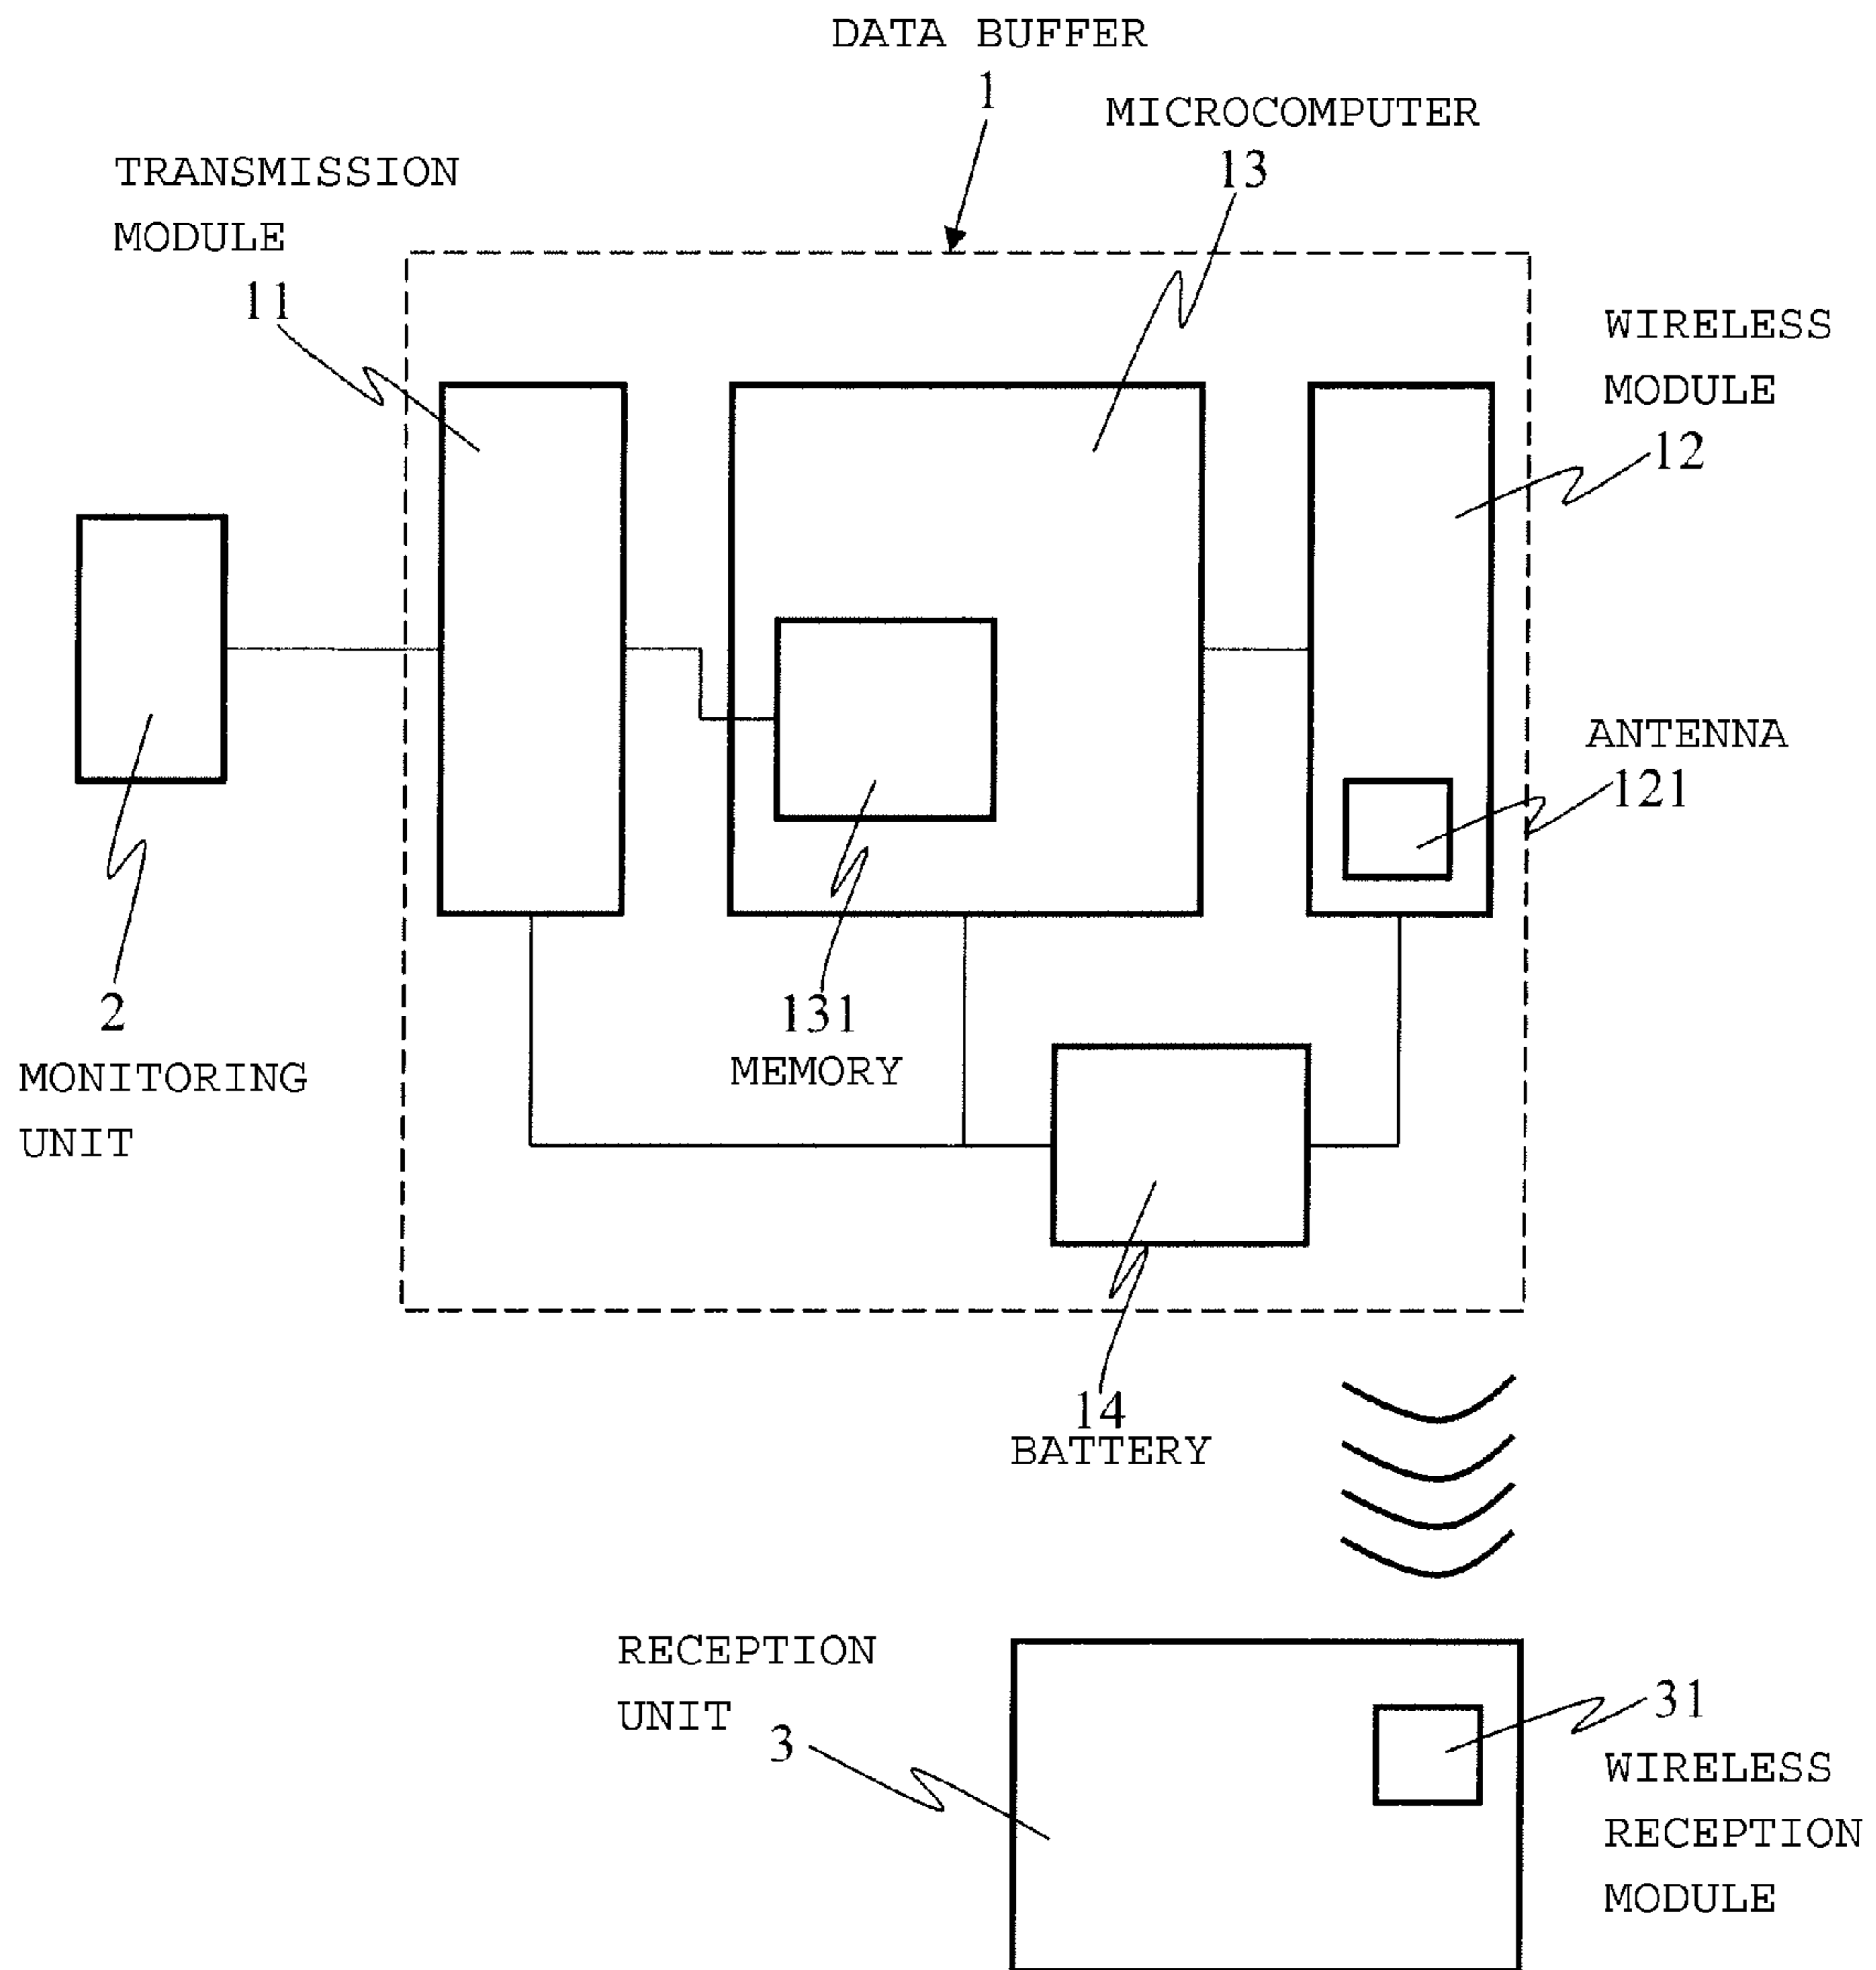 DATA BUFFER
1
MICROCOMPUTER
13
TRANSMISSION
MODULE
11
WIRELESS
MODULE
12
ANTENNA
121
2
MONITORING
UNIT
131
MEMORY
14
BATTERY
RECEPTION
UNIT
3
31
WIRELESS
RECEPTION
MODULE